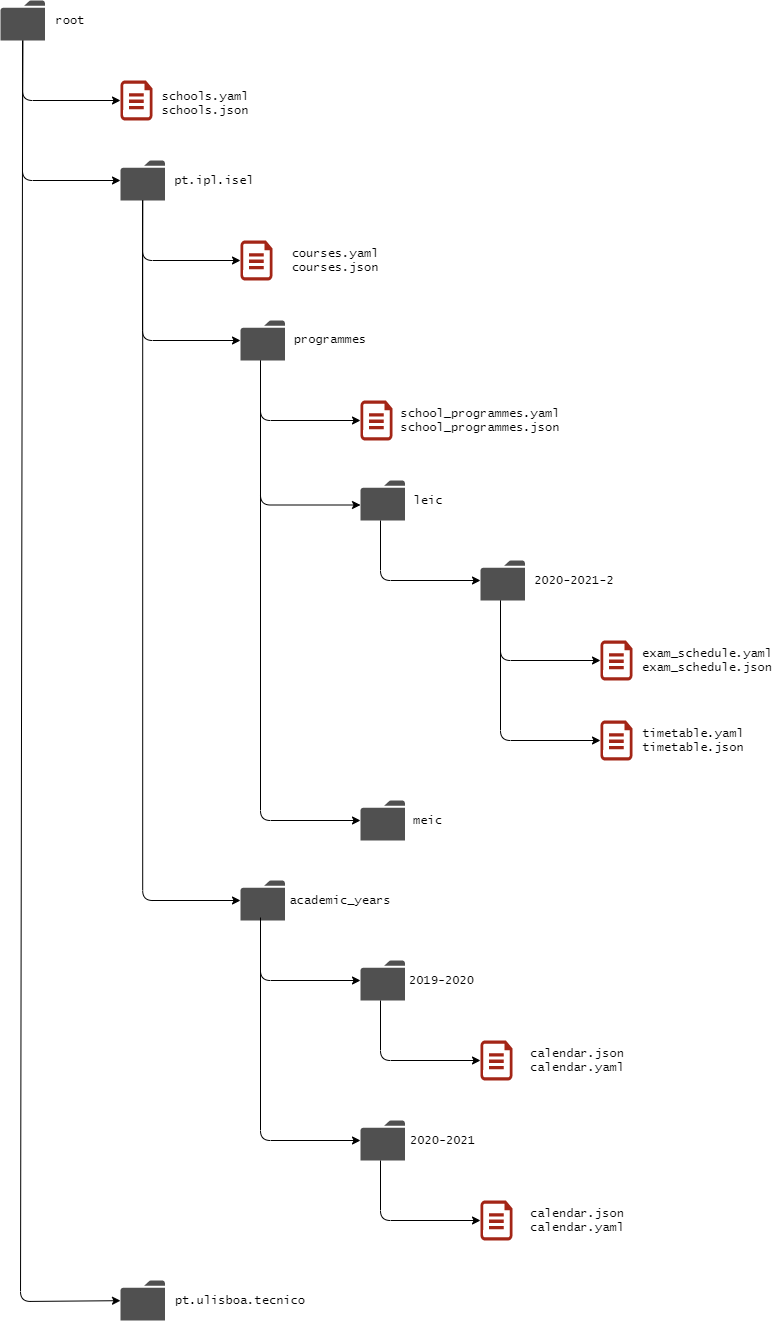 root
schools.yaml
schools.json
pt.ipl.isel
courses.yaml
courses.json
programmes
school_programmes.yaml
school_programmes.json
leic
2020-2021-2
exam_schedule.yaml
exam_schedule.json
timetable.yaml
timetable.json
meic
academic_years
2019-2020
calendar.json
calendar.yaml
2020-2021
calendar.json
calendar.yaml
pt.ulisboa.tecnico